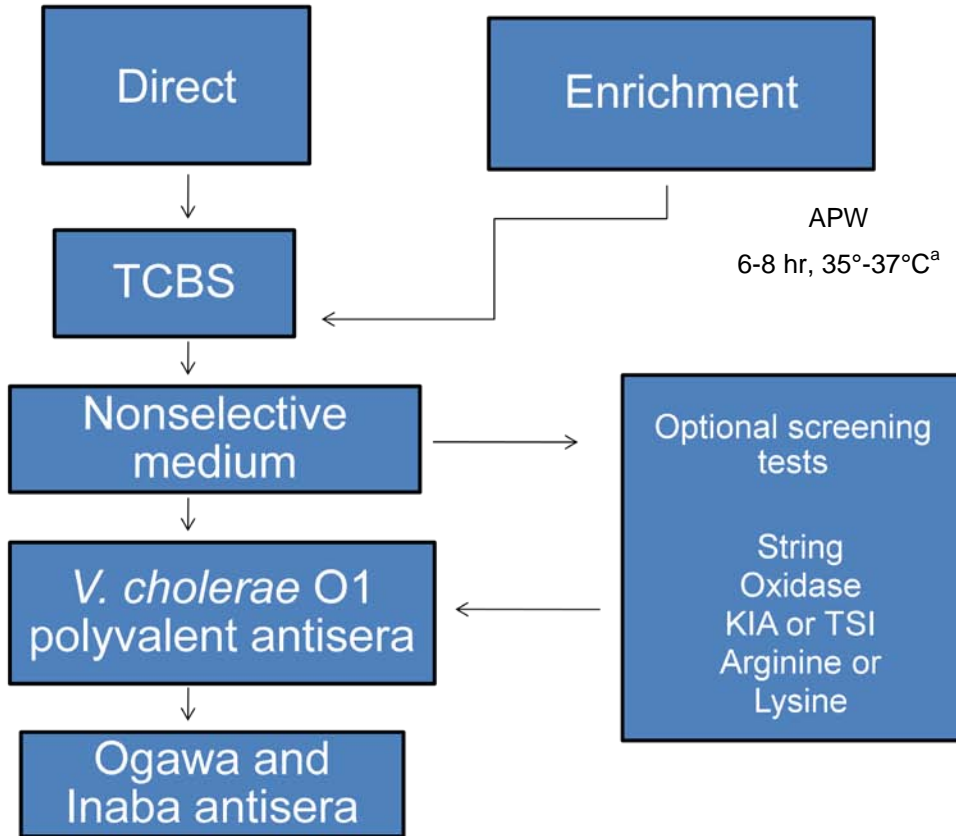 Direct
Enrichment
APW
6-8 hr, 35°-37°Cᵃ
TCBS
Nonselective
medium
Optional screening
tests
String
Oxidase
KIA or TSI
Arginine or
Lysine
V. cholerae O1
polyvalent antisera
Ogawa and
Inaba antisera